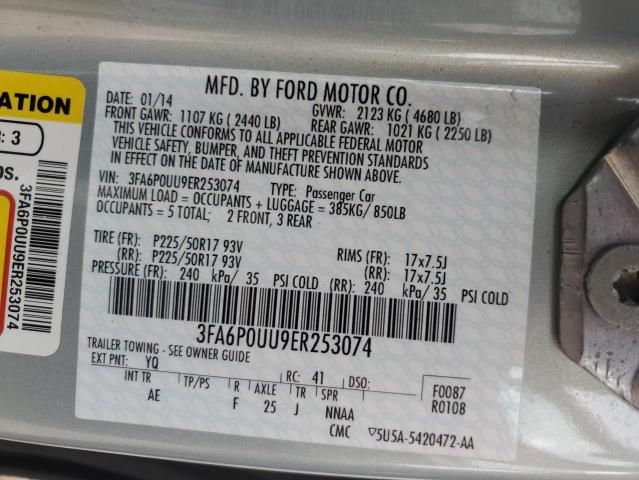 MFD. BY FORD MOTOR CO.
DATE: 01/14 GVWR: 2123 KG ( 4680 LB)
FRONT GAWR: 1107 KG ( 2440 LB) REAR GAWR: 1021 KG ( 2250 LB)
THIS VEHICLE CONFORMS TO ALL APPLICABLE FEDERAL MOTOR
VEHICLE SAFETY, BUMPER, AND THEFT PREVENTION STANDARDS
IN EFFECT ON THE DATE OF MANUFACTURE SHOWN ABOVE.
VIN: 3FA6P0UU9ER253074 TYPE: Passenger Car
MAXIMUM LOAD = OCCUPANTS + LUGGAGE = 385KG/850LB
OCCUPANTS = 5 TOTAL; 2 FRONT, 3 REAR
TIRE (FR): P225/50R17 93V RIMS (FR): 17x7.5J
(RR): P225/50R17 93V (RR): 17x7.5J
PRESSURE (FR): 240 kPa/ 35 PSI COLD (RR): 240 kPa/ 35 PSI COLD
3FA6P0UU9ER253074
TRAILER TOWING - SEE OWNER GUIDE
EXT PNT: YQ RC: 41 DSO: F0087
INT TR TP/PS R AXLE TR SPR R0108
AE F 25 J NNAA
CMC 5U5A-5420472-AA
ATION
: 3
os.
3FA6P0UU9ER253074